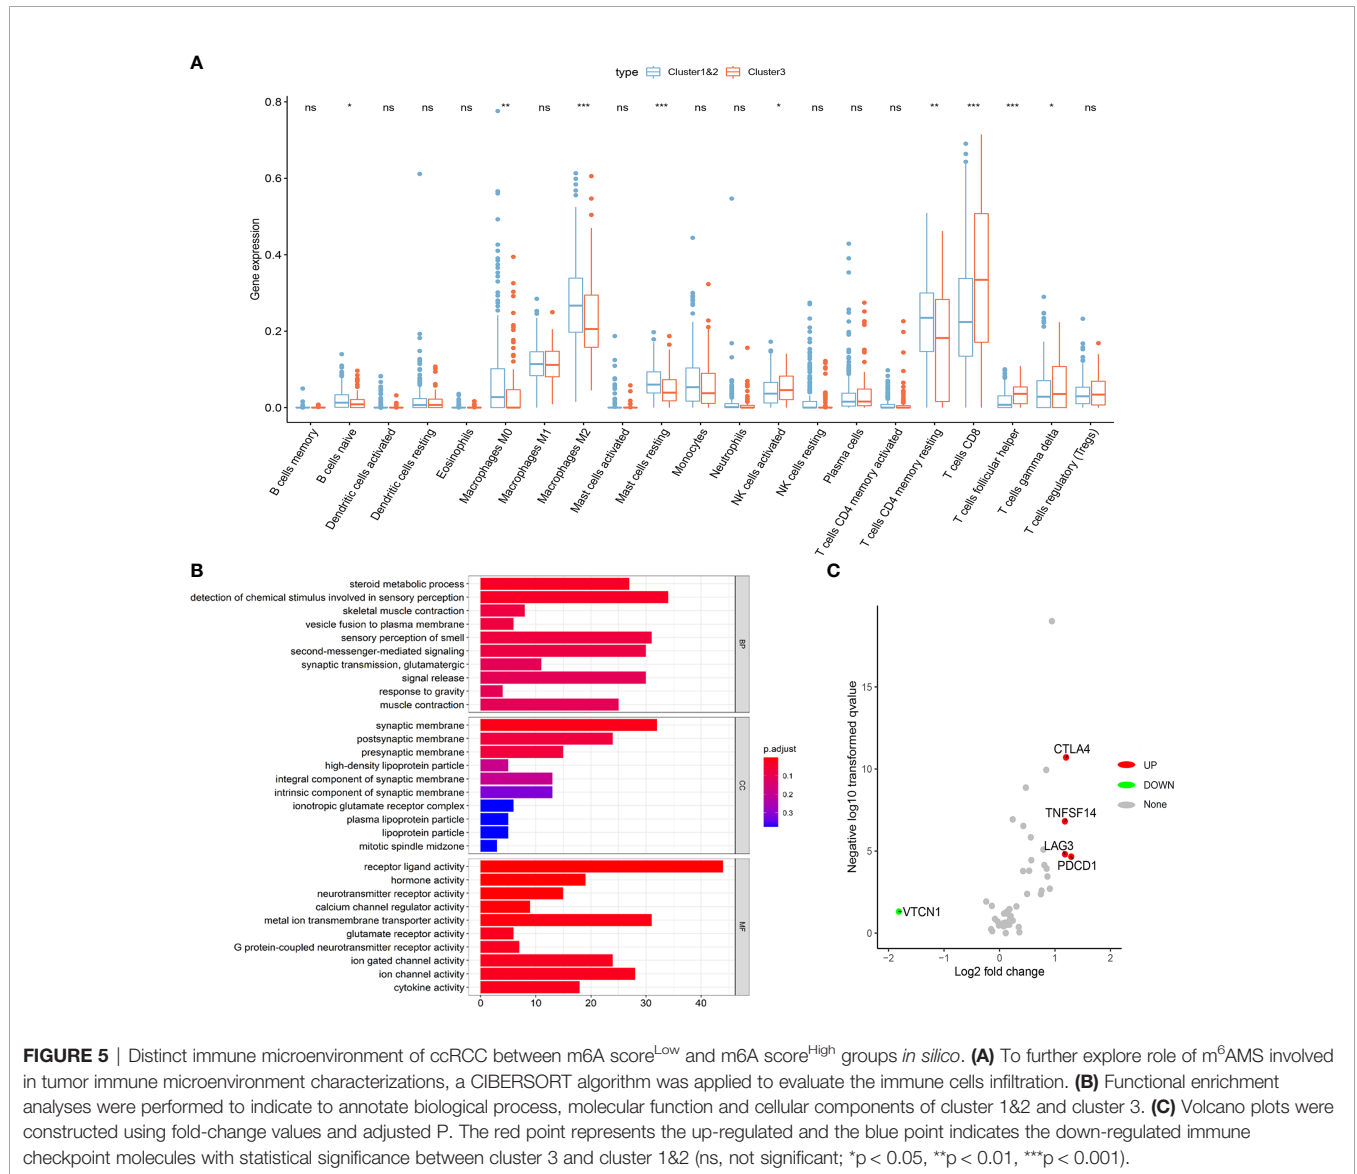 A
type Cluster1&2 Cluster3
ns * ns ns ns ** ns *** ns *** ns ns * ns ns ns ** *** *** * ns
0.8
0.6
0.4
0.2
0.0
Gene expression
B cells memory
B cells naive
Dendritic cells activated
Dendritic cells resting
Eosinophils
Macrophages M0
Macrophages M1
Macrophages M2
Mast cells activated
Mast cells resting
Monocytes
Neutrophils
NK cells activated
NK cells resting
Plasma cells
T cells CD4 memory activated
T cells CD4 memory resting
T cells CD8
T cells follicular helper
T cells gamma delta
T cells regulatory (Tregs)
B
steroid metabolic process
detection of chemical stimulus involved in sensory perception
skeletal muscle contraction
vesicle fusion to plasma membrane
sensory perception of smell
second-messenger-mediated signaling
synaptic transmission, glutamatergic
signal release
response to gravity
muscle contraction
BP
synaptic membrane
postsynaptic membrane
presynaptic membrane
high-density lipoprotein particle
integral component of synaptic membrane
intrinsic component of synaptic membrane
ionotropic glutamate receptor complex
plasma lipoprotein particle
lipoprotein particle
mitotic spindle midzone
CC
receptor ligand activity
hormone activity
neurotransmitter receptor activity
calcium channel regulator activity
metal ion transmembrane transporter activity
glutamate receptor activity
G protein-coupled neurotransmitter receptor activity
ion gated channel activity
ion channel activity
cytokine activity
MF
0 10 20 30 40
p.adjust
0.1
0.2
0.3
C
Negative log10 transformed qvalue
15
10
5
0
CTLA4
TNFSF14
LAG3
PDCD1
VTCN1
−2 −1 0 1 2
Log2 fold change
UP
DOWN
None
FIGURE 5 | Distinct immune microenvironment of ccRCC between m6A scoreLow and m6A scoreHigh groups in silico. (A) To further explore role of m6AMS involved
in tumor immune microenvironment characterizations, a CIBERSORT algorithm was applied to evaluate the immune cells infiltration. (B) Functional enrichment
analyses were performed to indicate to annotate biological process, molecular function and cellular components of cluster 1&2 and cluster 3. (C) Volcano plots were
constructed using fold-change values and adjusted P. The red point represents the up-regulated and the blue point indicates the down-regulated immune
checkpoint molecules with statistical significance between cluster 3 and cluster 1&2 (ns, not significant; *p < 0.05, **p < 0.01, ***p < 0.001).